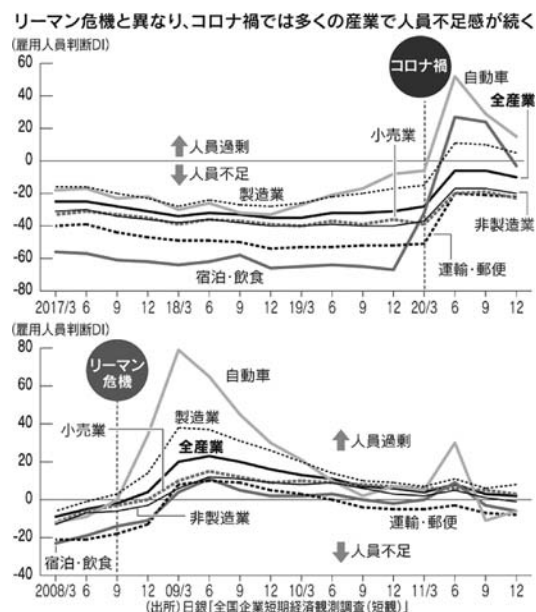 リーマン危機と異なり、コロナ禍では多くの産業で人員不足感が続く
(雇用人員判断DI)
60
40
20
0
-20
-40
-60
-80
コロナ禍
自動車
全産業
小売業
人員過剰
人員不足
製造業
非製造業
運輸・郵便
宿泊・飲食
2017/3 6 9 12 18/3 6 9 12 19/3 6 9 12 20/3 6 9 12
(雇用人員判断DI)
80
60
40
20
0
-20
-40
リーマン
危機
自動車
製造業
小売業
全産業
人員過剰
非製造業
運輸・郵便
宿泊・飲食
人員不足
2008/3 6 9 12 09/3 6 9 12 10/3 6 9 12 11/3 6 9 12
(出所)日銀「全国企業短期経済観測調査(短観)」